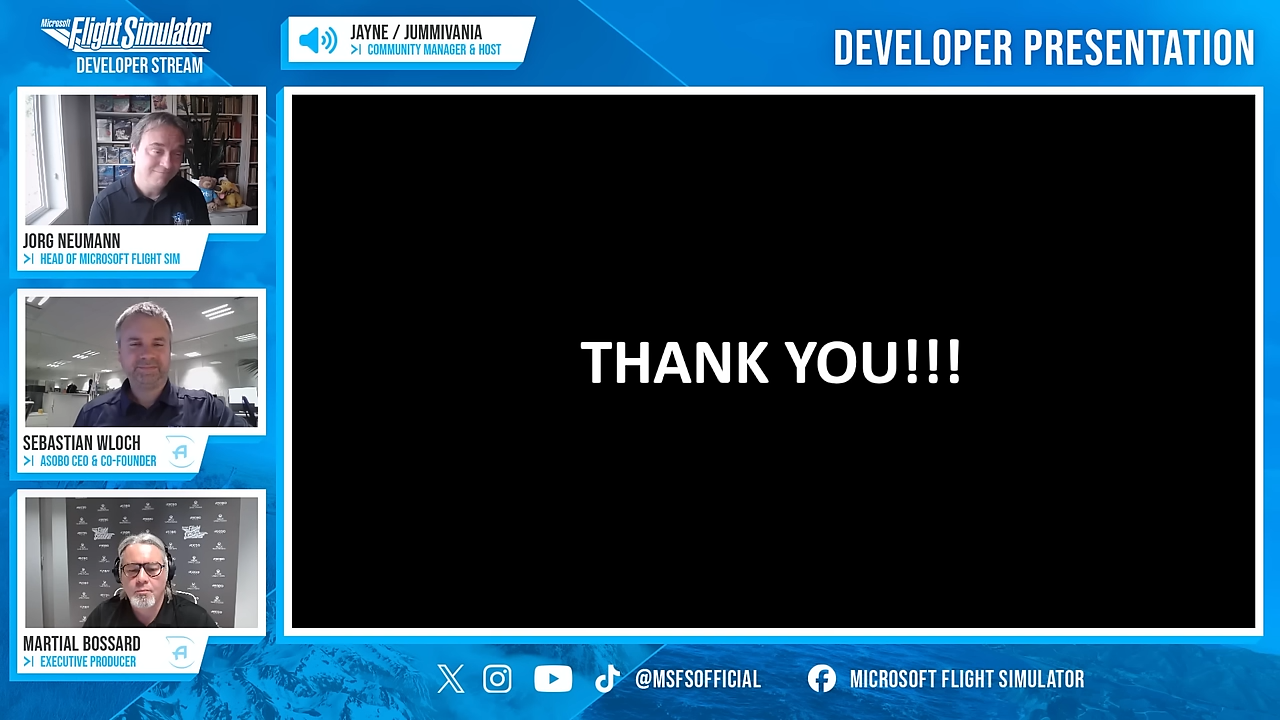 Microsoft
Flight Simulator
DEVELOPER STREAM
JAYNE / JUMMIVANIA
COMMUNITY MANAGER & HOST
DEVELOPER PRESENTATION
JORG NEUMANN
HEAD OF MICROSOFT FLIGHT SIM
SEBASTIAN WLOCH
ASOBO CEO & CO-FOUNDER
MARTIAL BOSSARD
EXECUTIVE PRODUCER
THANK YOU!!!
@MSFSOFFICIAL
MICROSOFT FLIGHT SIMULATOR